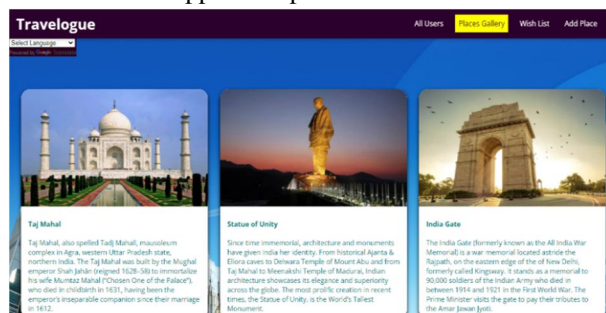 Travelogue
All Users Places Gallery Wish List Add Place
Select Language
Powered by Google Translate
Taj Mahal
Taj Mahal, also spelled Tadj Mahall, mausoleum
complex in Agra, western Uttar Pradesh state,
northern India. The Taj Mahal was built by the Mughal
emperor Shah Jahān (reigned 1628–58) to immortalize
his wife Mumtaz Mahal ("Chosen One of the Palace"),
who died in childbirth in 1631, having been the
emperor's inseparable companion since their marriage
in 1612.
Statue of Unity
Since time immemorial, architecture and monuments
have given India her identity. From historical Ajanta &
Ellora caves to Delwara Temple of Mount Abu and from
Taj Mahal to Meenakshi Temple of Madurai, Indian
architecture showcases its elegance and superiority
across the globe. The most prolific creation in recent
times, the Statue of Unity, is the World's Tallest
Monument.
India Gate
The India Gate (formerly known as the All India War
Memorial) is a war memorial located astride the
Rajpath, on the eastern edge of the of New Delhi,
formerly called Kingsway. It stands as a memorial to
90,000 soldiers of the Indian Army who died in
between 1914 and 1921 in the First World War. The
Prime Minister visits the gate to pay their tributes to
the Amar Jawan Jyoti.